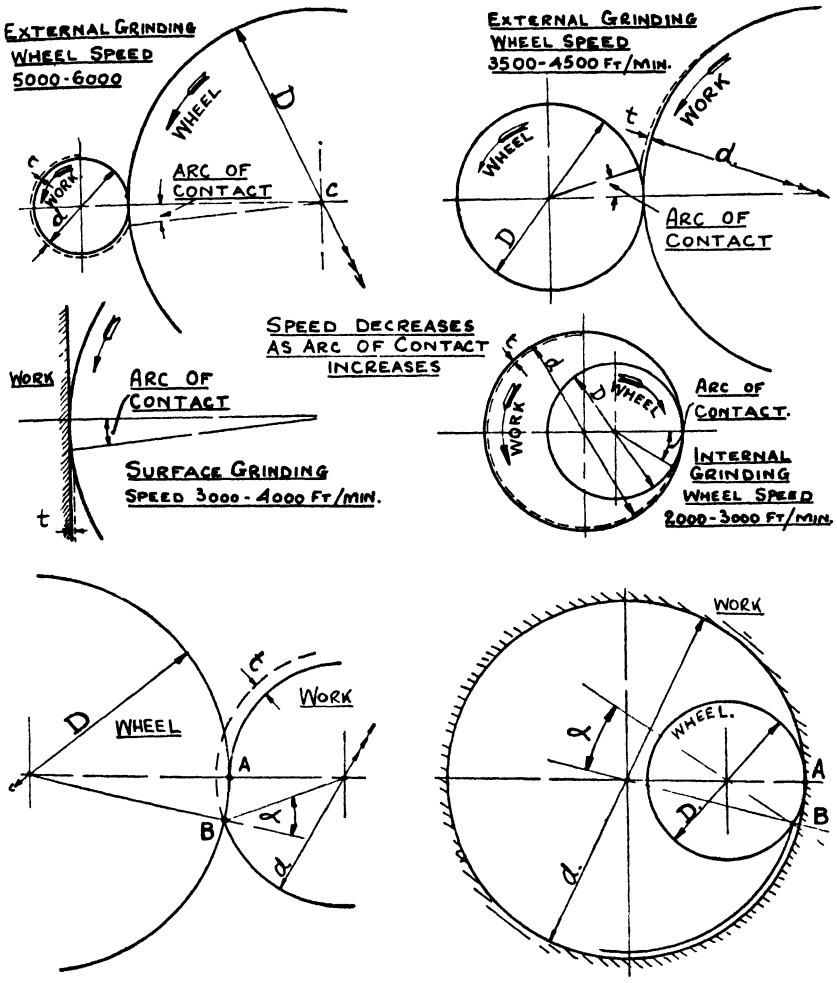 EXTERNAL GRINDING
WHEEL SPEED
5000-6000
D
WHEEL
t
WORK
d
ARC OF
CONTACT
C
EXTERNAL GRINDING
WHEEL SPEED
3500-4500 FT/MIN.
WORK
t
WHEEL
d.
D
ARC OF
CONTACT
WORK
ARC OF
CONTACT
SURFACE GRINDING
SPEED 3000-4000 FT/MIN.
t
SPEED DECREASES
AS ARC OF CONTACT
INCREASES
t
d
D
WHEEL
WORK
ARC OF
CONTACT.
INTERNAL
GRINDING
WHEEL SPEED
2000-3000 FT/MIN.
t
WORK
D
WHEEL
A
B
α
d
WORK
α
WHEEL.
A
B
D.
d.